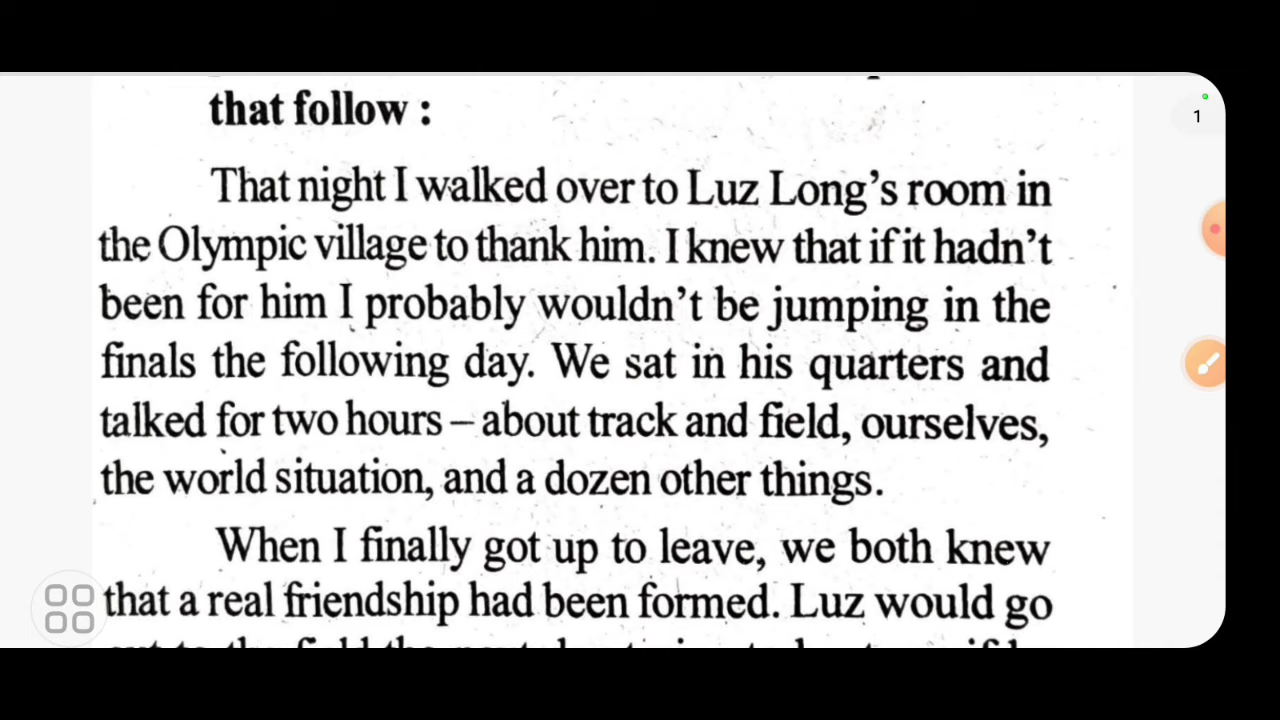 that follow :
1
That night I walked over to Luz Long's room in
the Olympic village to thank him. I knew that if it hadn't
been for him I probably wouldn't be jumping in the
finals the following day. We sat in his quarters and
talked for two hours – about track and field, ourselves,
the world situation, and a dozen other things.
When I finally got up to leave, we both knew
that a real friendship had been formed. Luz would go